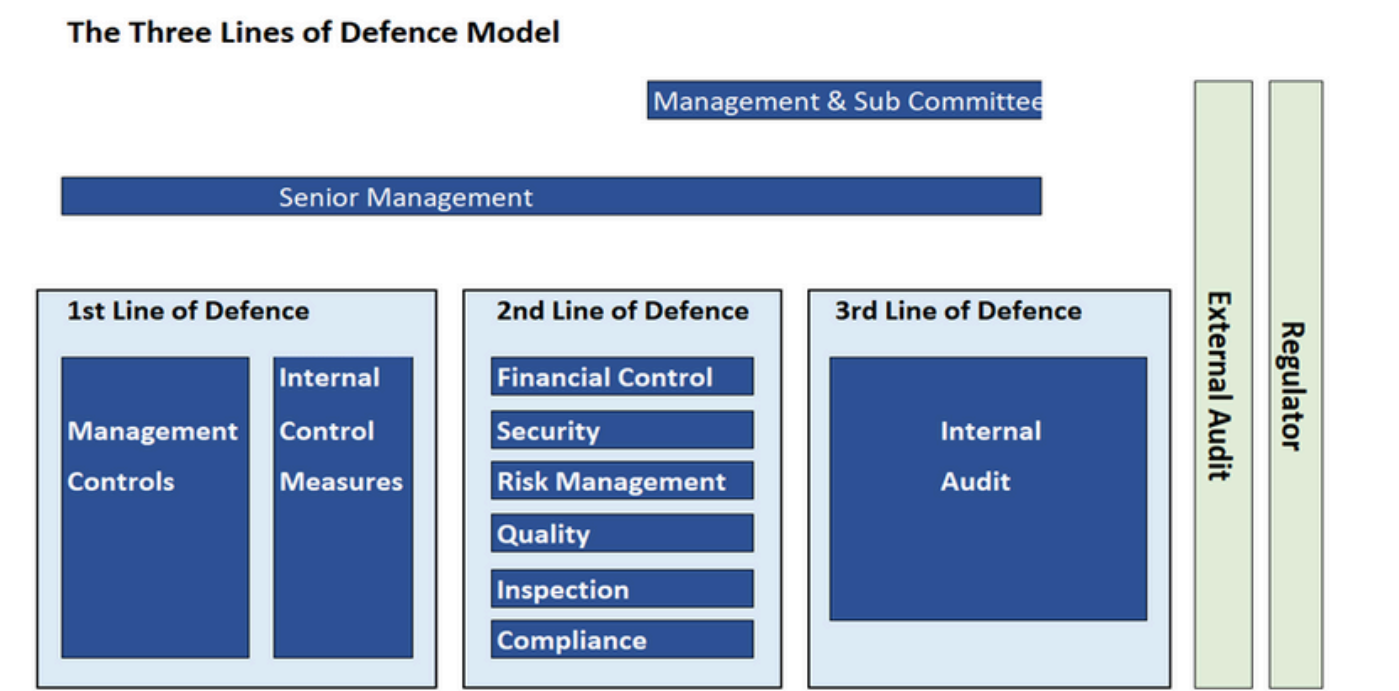 The Three Lines of Defence Model
Management & Sub Committee
Senior Management
1st Line of Defence
Management
Controls
Internal
Control
Measures
2nd Line of Defence
Financial Control
Security
Risk Management
Quality
Inspection
Compliance
3rd Line of Defence
Internal
Audit
External Audit
Regulator